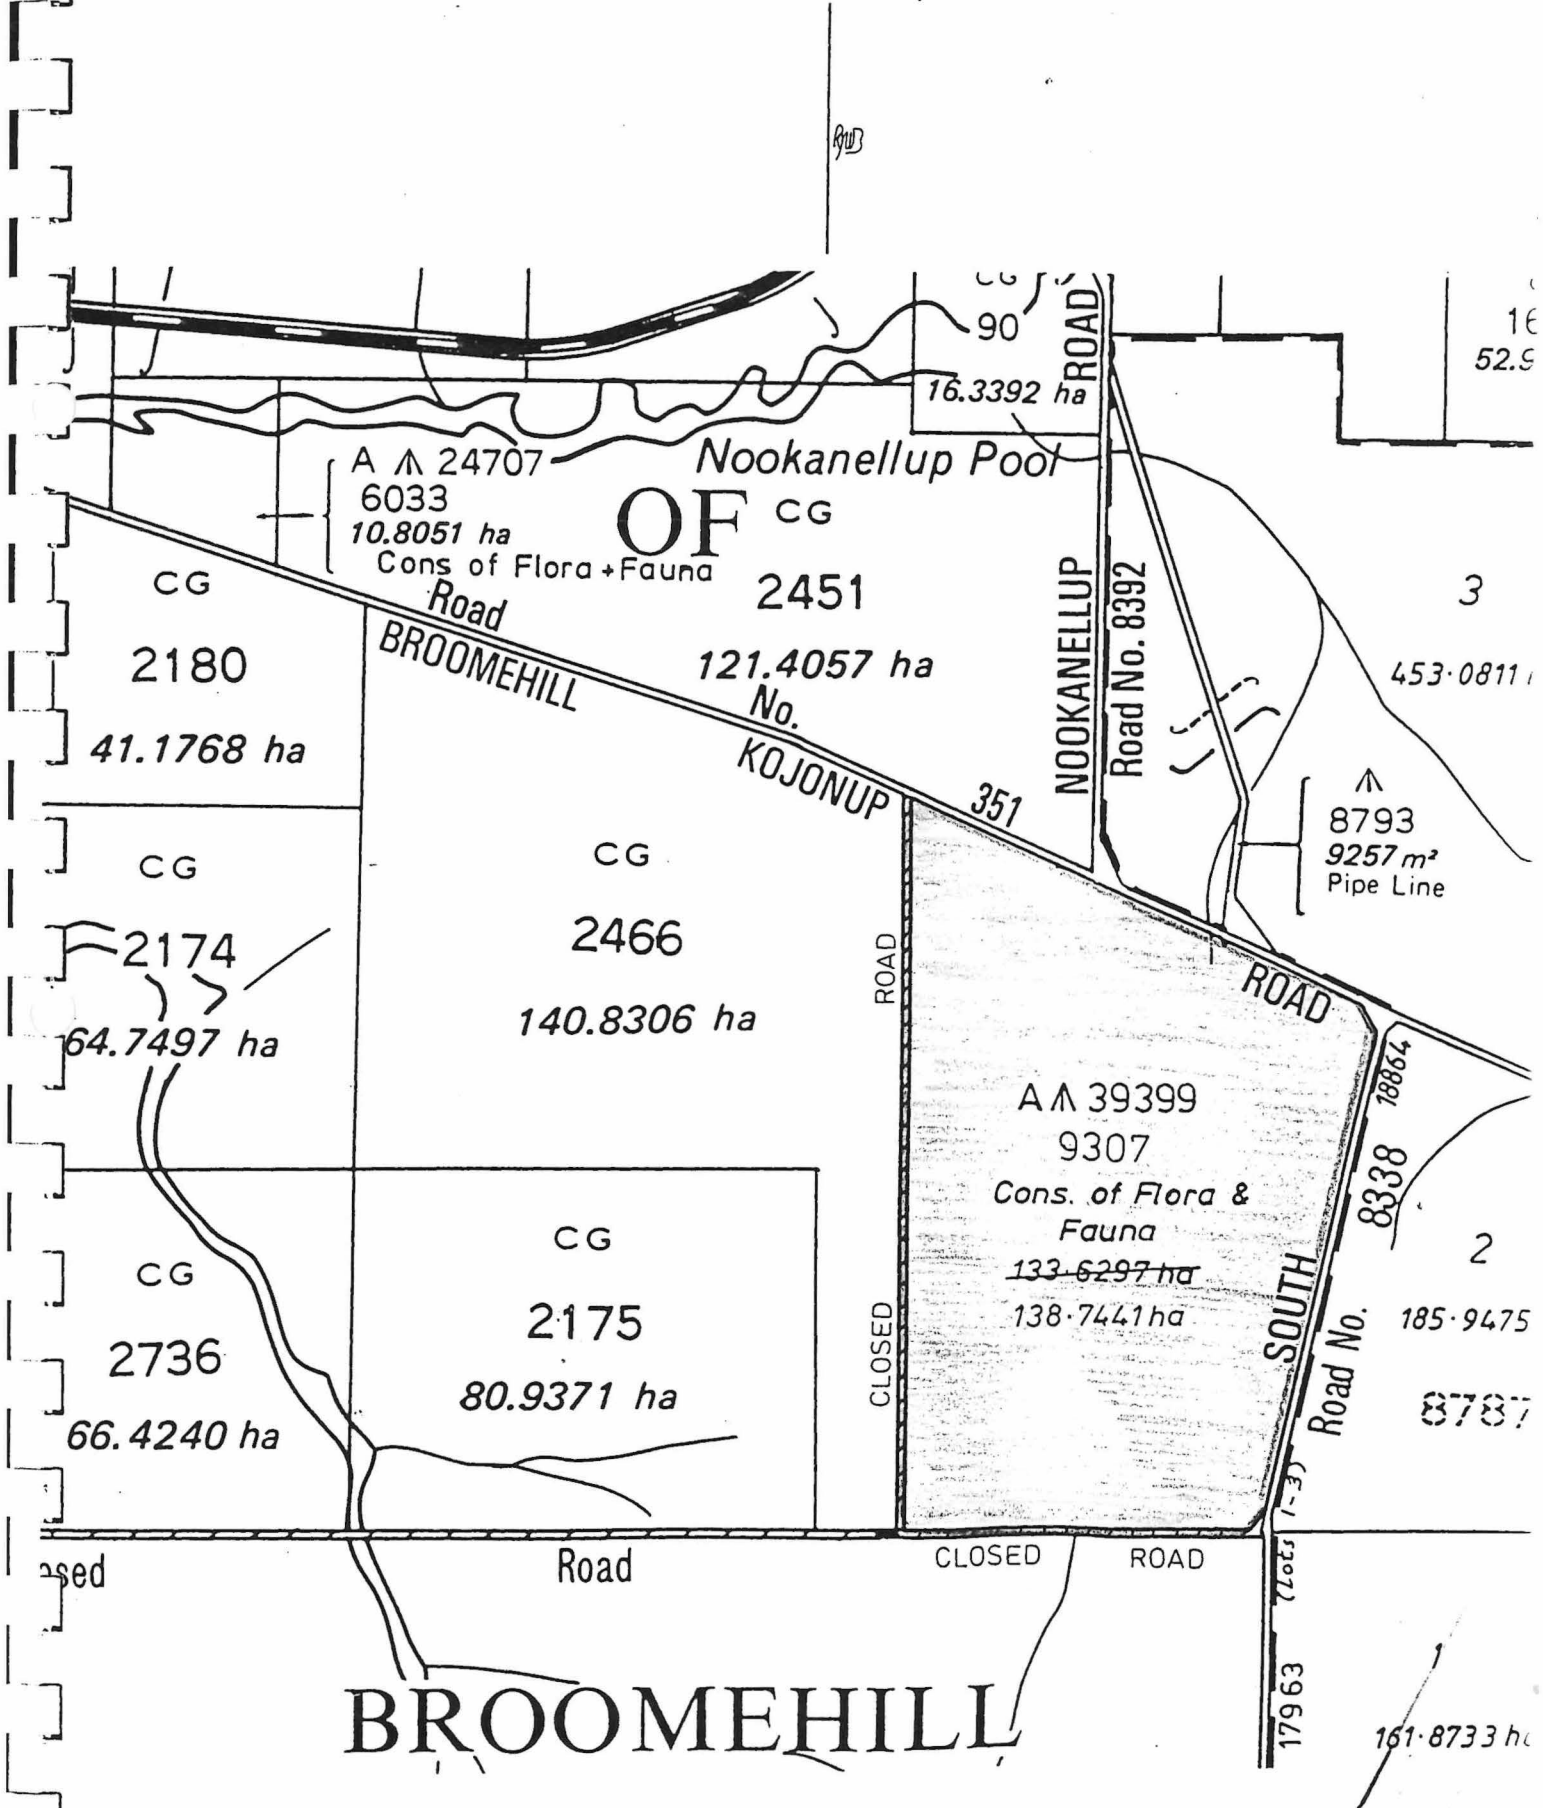 RWB
CG
90
16.3392 ha
ROAD
Nookanellup Pool
A 24707
6033
10.8051 ha
Cons of Flora + Fauna
OF
CG
2451
121.4057 ha
NOOKANELLUP
Road No. 8392
3
453·0811
CG
2180
41.1768 ha
Road
BROOMEHILL
No.
KOJONUP
351
8793
9257 m²
Pipe Line
CG
2174
64.7497 ha
CG
2466
140.8306 ha
ROAD
CLOSED
ROAD
18864
A 39399
9307
Cons. of Flora &
Fauna
133·6297 ha
138·7441 ha
SOUTH
Road No.
8338
2
185·9475
8787
CG
2736
66.4240 ha
CG
2175
80.9371 ha
Road
CLOSED ROAD
(Lots 1-3)
17963
161·8733
BROOMEHILL